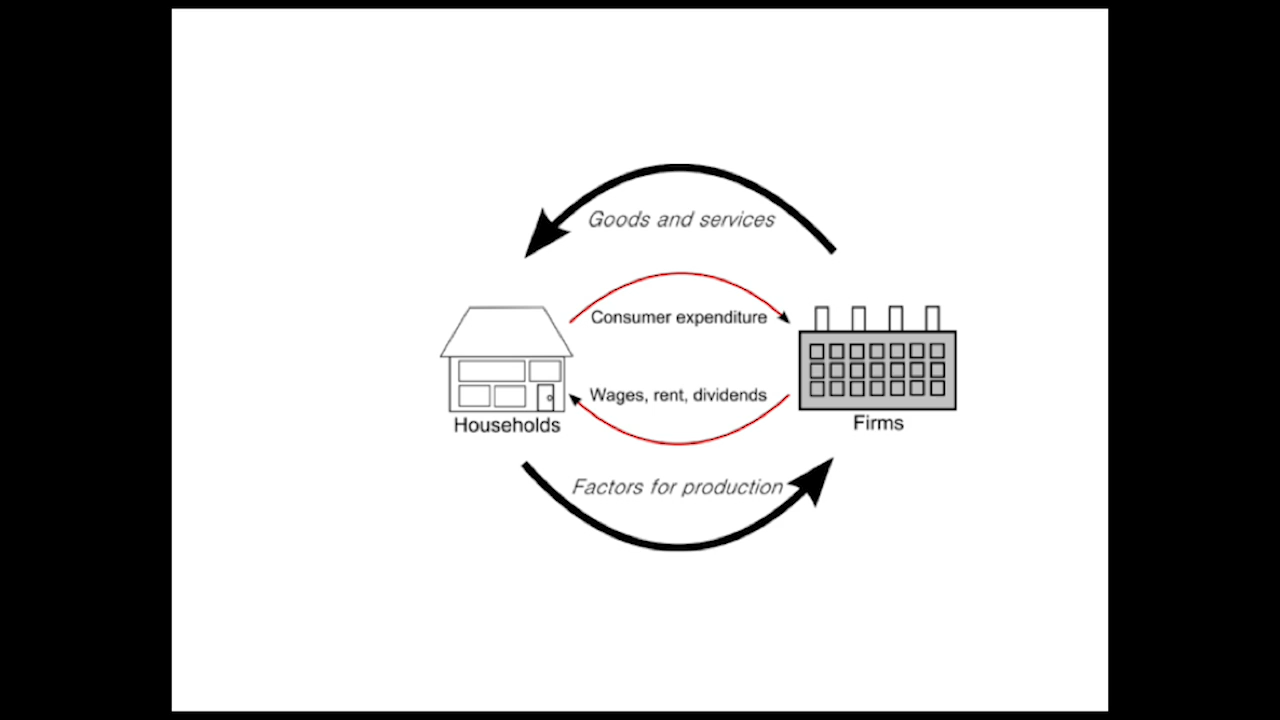 Goods and services
Consumer expenditure
Wages, rent, dividends
Households
Firms
Factors for production